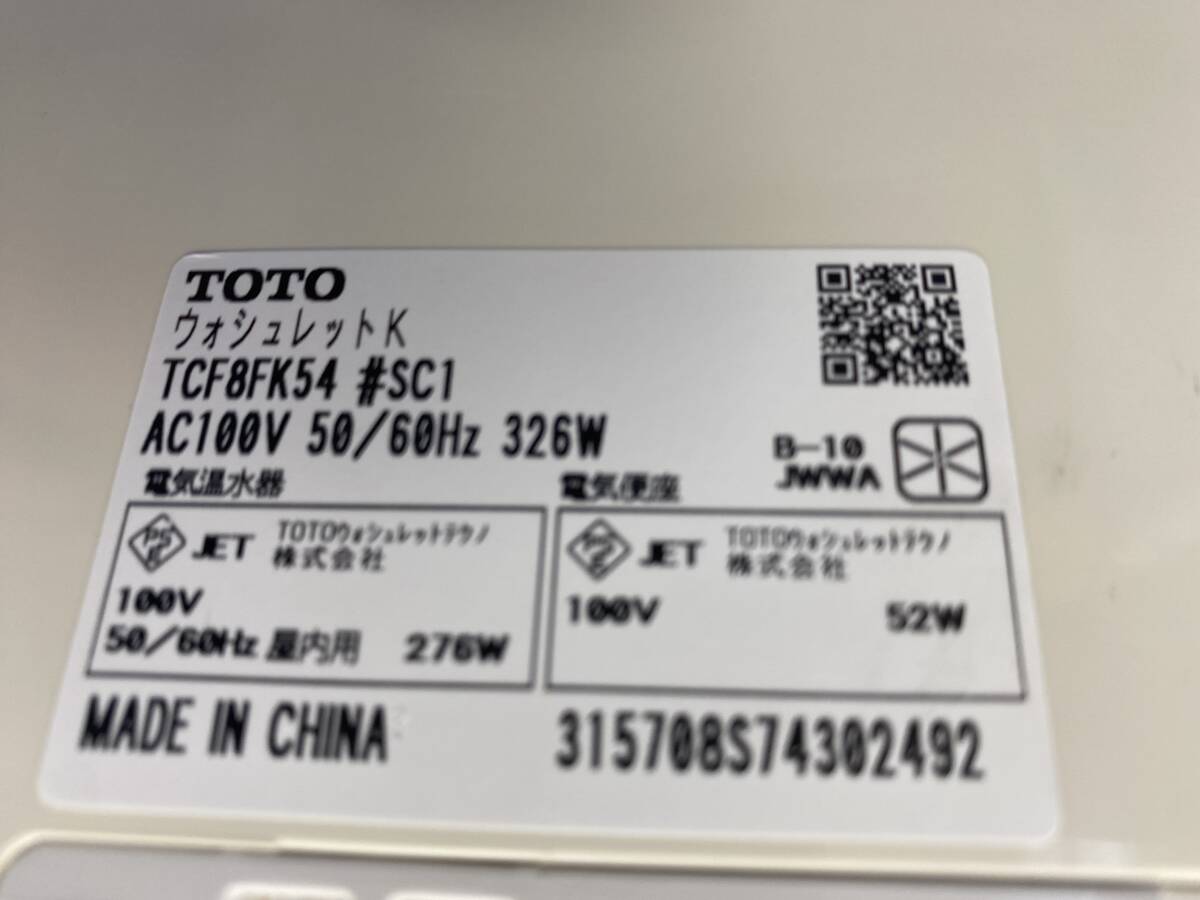 TOTO
ウォシュレットK
TCF8FK54 #SC1
AC100V 50/60Hz 326W
B-10
JWWA
電気温水器
PSE JET TOTOウォシュレットテクノ
株式会社
100V
50/60Hz 屋内用 276W
電気便座
PSE JET TOTOウォシュレットテクノ
株式会社
100V 52W
MADE IN CHINA
315708S74302492